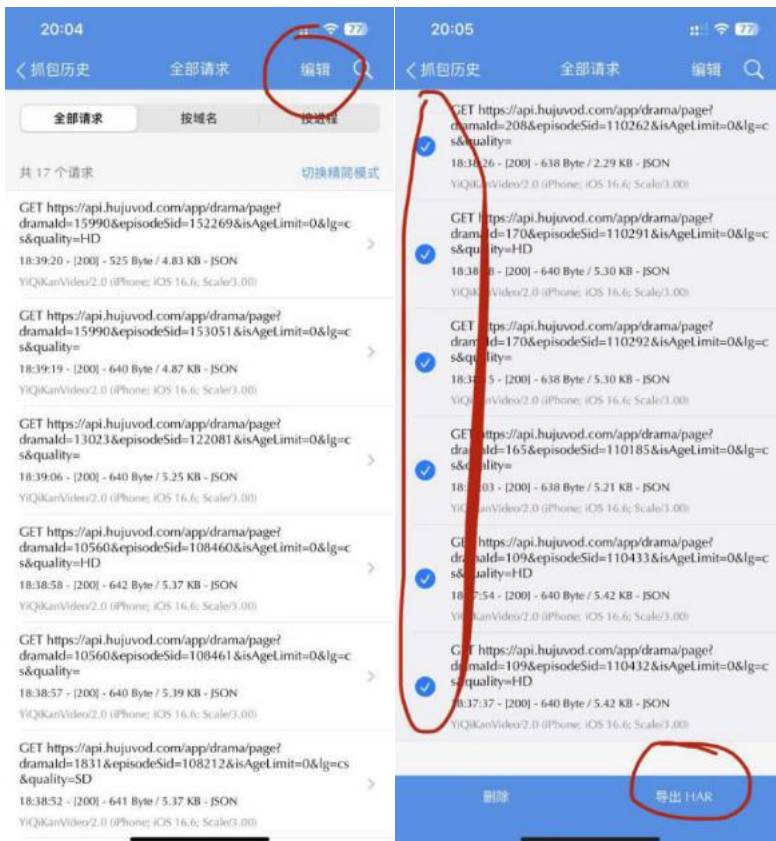 20:04
77
抓包历史
全部请求
编辑
全部请求
按域名
按进程
共 17 个请求
切换精简模式
GET https://api.hujuvod.com/app/drama/page?
dramaId=15990&episodeSid=152269&isAgeLimit=0&lg=c
s&quality=HD
18:39:20 - [200] - 525 Byte / 4.83 KB - JSON
YiQiKanVideo/2.0 (iPhone; iOS 16.6; Scale/3.00)
GET https://api.hujuvod.com/app/drama/page?
dramaId=15990&episodeSid=153051&isAgeLimit=0&lg=c
s&quality=
18:39:19 - [200] - 640 Byte / 4.87 KB - JSON
YiQiKanVideo/2.0 (iPhone; iOS 16.6; Scale/3.00)
GET https://api.hujuvod.com/app/drama/page?
dramaId=13023&episodeSid=122081&isAgeLimit=0&lg=c
s&quality=
18:39:06 - [200] - 640 Byte / 5.25 KB - JSON
YiQiKanVideo/2.0 (iPhone; iOS 16.6; Scale/3.00)
GET https://api.hujuvod.com/app/drama/page?
dramaId=10560&episodeSid=108460&isAgeLimit=0&lg=c
s&quality=HD
18:38:58 - [200] - 642 Byte / 5.37 KB - JSON
YiQiKanVideo/2.0 (iPhone; iOS 16.6; Scale/3.00)
GET https://api.hujuvod.com/app/drama/page?
dramaId=10560&episodeSid=108461&isAgeLimit=0&lg=c
s&quality=
18:38:57 - [200] - 640 Byte / 5.39 KB - JSON
YiQiKanVideo/2.0 (iPhone; iOS 16.6; Scale/3.00)
GET https://api.hujuvod.com/app/drama/page?
dramaId=1831&episodeSid=108212&isAgeLimit=0&lg=cs
&quality=SD
18:38:52 - [200] - 641 Byte / 5.37 KB - JSON
YiQiKanVideo/2.0 (iPhone; iOS 16.6; Scale/3.00)
20:05
77
抓包历史
全部请求
编辑
GET https://api.hujuvod.com/app/drama/page?
dramaId=208&episodeSid=110262&isAgeLimit=0&lg=c
s&quality=
18:38:26 - [200] - 638 Byte / 2.29 KB - JSON
YiQiKanVideo/2.0 (iPhone; iOS 16.6; Scale/3.00)
GET https://api.hujuvod.com/app/drama/page?
dramaId=170&episodeSid=110291&isAgeLimit=0&lg=c
s&quality=HD
- [200] - 640 Byte / 5.30 KB - JSON
YiQiKanVideo/2.0 (iPhone; iOS 16.6; Scale/3.00)
GET https://api.hujuvod.com/app/drama/page?
dramaId=170&episodeSid=110292&isAgeLimit=0&lg=c
s&quality=
- [200] - 638 Byte / 5.30 KB - JSON
YiQiKanVideo/2.0 (iPhone; iOS 16.6; Scale/3.00)
GET https://api.hujuvod.com/app/drama/page?
dramaId=165&episodeSid=110185&isAgeLimit=0&lg=c
s&quality=
- [200] - 638 Byte / 5.21 KB - JSON
YiQiKanVideo/2.0 (iPhone; iOS 16.6; Scale/3.00)
GET https://api.hujuvod.com/app/drama/page?
dramaId=109&episodeSid=110433&isAgeLimit=0&lg=c
s&quality=HD
18:37:54 - [200] - 640 Byte / 5.42 KB - JSON
YiQiKanVideo/2.0 (iPhone; iOS 16.6; Scale/3.00)
GET https://api.hujuvod.com/app/drama/page?
dramaId=109&episodeSid=110432&isAgeLimit=0&lg=c
s&quality=HD
18:37:37 - [200] - 640 Byte / 5.42 KB - JSON
YiQiKanVideo/2.0 (iPhone; iOS 16.6; Scale/3.00)
删除
导出 HAR